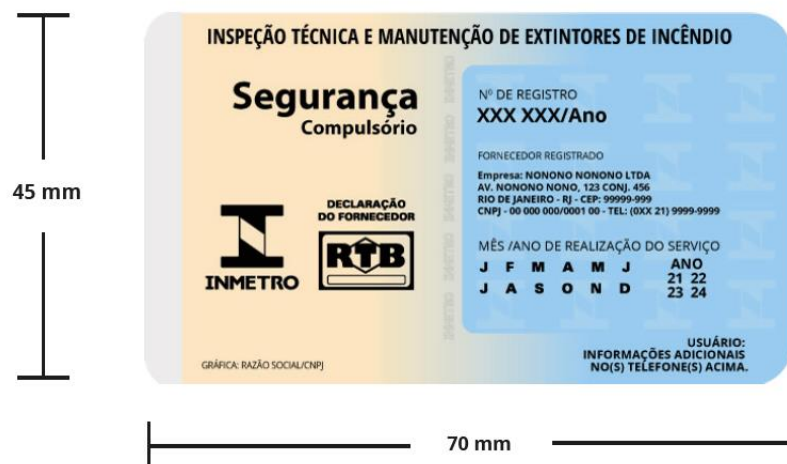 INSPEÇÃO TÉCNICA E MANUTENÇÃO DE EXTINTORES DE INCÊNDIO
Segurança
Compulsório
INMETRO
DECLARAÇÃO
DO FORNECEDOR
RTB
GRÁFICA: RAZÃO SOCIAL/CNPJ
Nº DE REGISTRO
XXX XXX/Ano
FORNECEDOR REGISTRADO
Empresa: NONONO NONONO LTDA
AV. NONONO NONO, 123 CONJ. 456
RIO DE JANEIRO - RJ - CEP: 99999-999
CNPJ - 00 000 000/0001 00 - TEL: (0XX 21) 9999-9999
MÊS /ANO DE REALIZAÇÃO DO SERVIÇO
J F M A M J
J A S O N D
ANO
21 22
23 24
USUÁRIO:
INFORMAÇÕES ADICIONAIS
NO(S) TELEFONE(S) ACIMA.
45 mm
70 mm